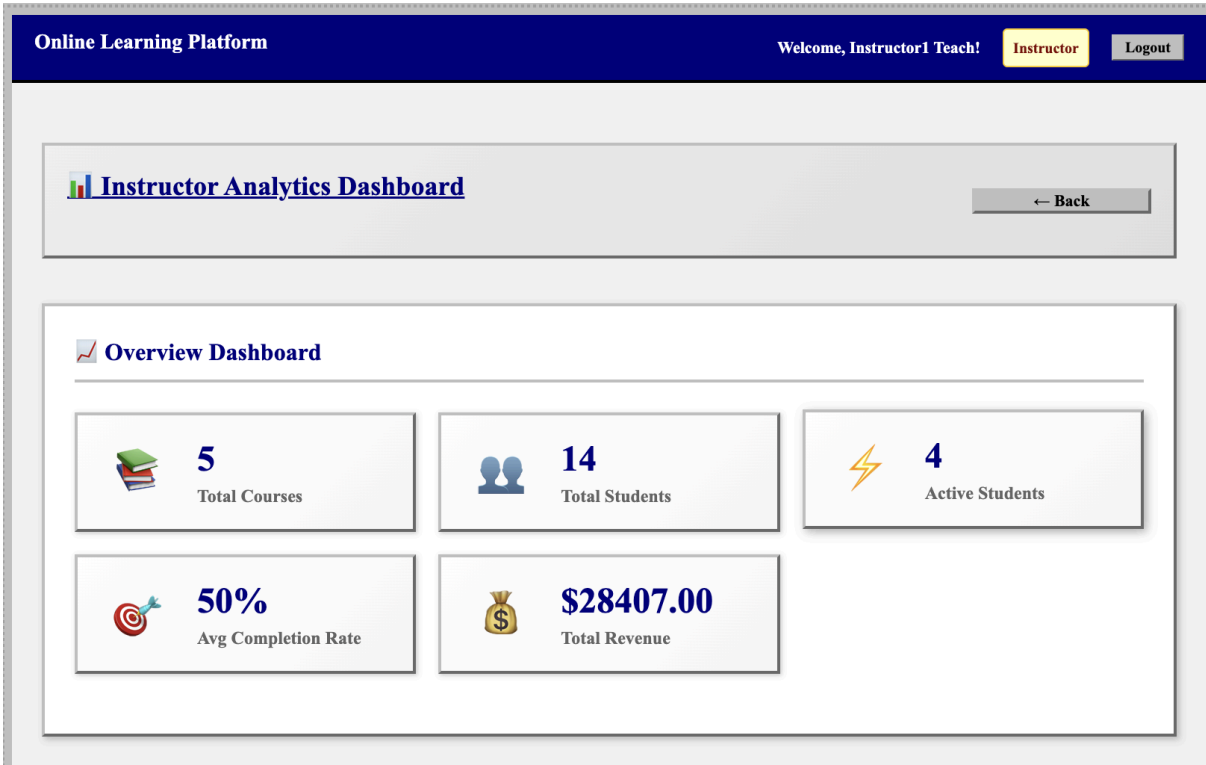 Online Learning Platform
Welcome, Instructor1 Teach!
Instructor
Logout
Instructor Analytics Dashboard
← Back
Overview Dashboard
5
Total Courses
14
Total Students
4
Active Students
50%
Avg Completion Rate
$28407.00
Total Revenue